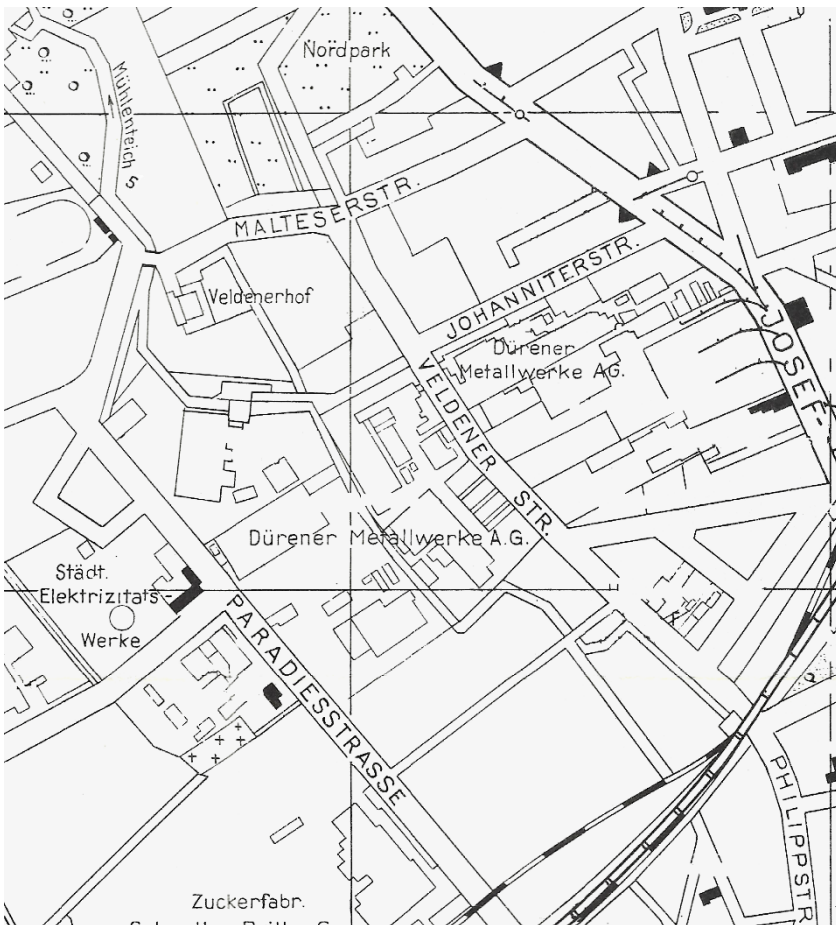 Nordpark
Mühlenteich
MALTESERSTR.
Veldenerhof
JOHANNITERSTR.
Dürener
Metallwerke AG.
JOSEF-
VELDENER STR.
Dürener Metallwerke A.G.
Städt.
Elektrizitäts-
Werke
PARADIESSTRASSE
PHILIPPSTR
Zuckerfabr.